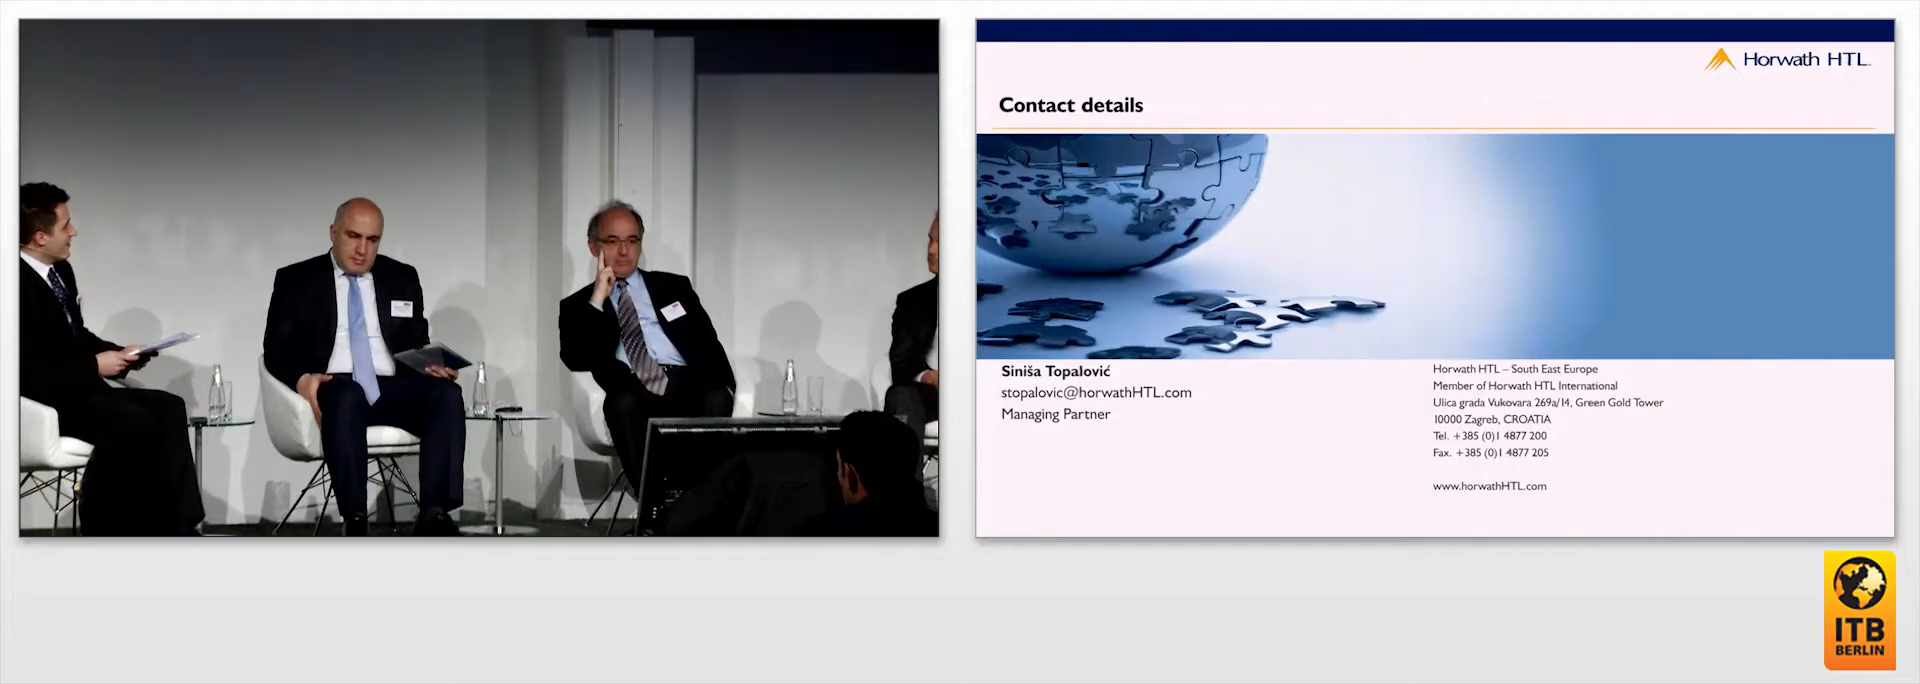 Horwath HTL
Contact details
Siniša Topalović
stopalovic@horwathHTL.com
Managing Partner
Horwath HTL – South East Europe
Member of Horwath HTL International
Ulica grada Vukovara 269a/14, Green Gold Tower
10000 Zagreb, CROATIA
Tel. +385 (0)1 4877 200
Fax. +385 (0)1 4877 205
www.horwathHTL.com
ITB
BERLIN